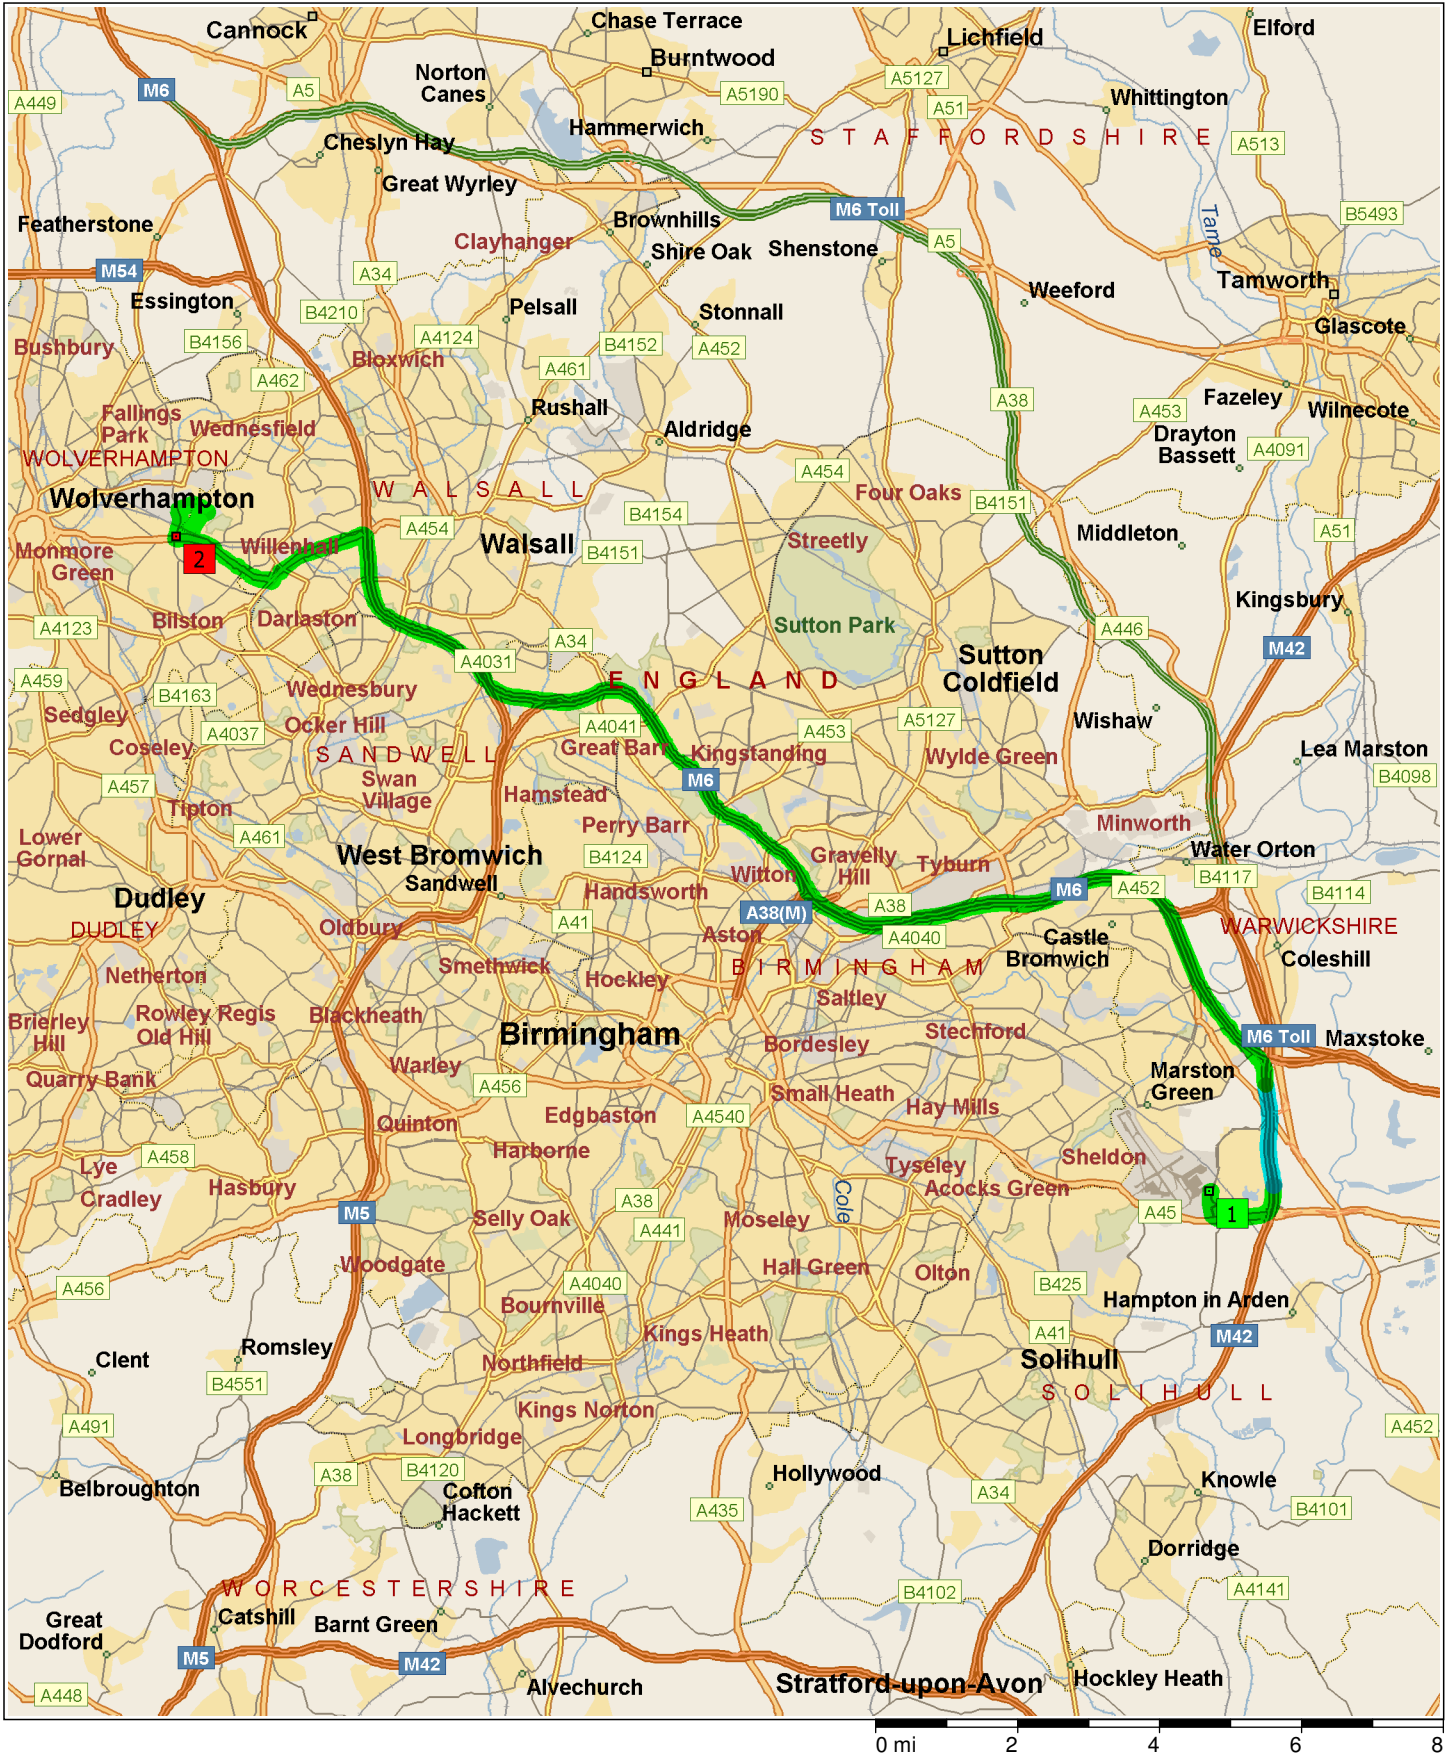 Cannock
Chase Terrace
Elford
Lichfield
Burntwood
Norton
Canes
M6
A5
A5127
A449
A5190
A51
Whittington
Hammerwich
STAFFORDSHIRE
A513
Cheslyn Hay
Great Wyrley
M6 Toll
Tame
B5493
Featherstone
Brownhills
Clayhanger
Shire Oak
Shenstone
A5
M54
A34
Tamworth
Essington
B4210
Pelsall
Stonnall
Weeford
Glascote
Bushbury
B4156
A4124
B4152
A452
Bloxwich
A461
A462
Fazeley
Wilnecote
A38
A453
Fallings
Park
Wednesfield
Rushall
Aldridge
Drayton
Bassett
A4091
WOLVERHAMPTON
A454
Wolverhampton
WALSALL
Four Oaks
B4151
B4154
A454
A51
Middleton
Monmore
Green
2
Willenhall
Walsall
B4151
Streetly
Kingsbury
Bilston
Darlaston
A4123
A34
Sutton Park
A446
M42
A4031
Sutton
Coldfield
A459
B4163
Wednesbury
ENGLAND
Sedgley
A4037
Ocker Hill
A4041
A453
A5127
Wishaw
Coseley
SANDWELL
Great Barr
Kingstanding
Wylde Green
Lea Marston
A457
Swan
Village
M6
B4098
Tipton
Hamstead
A461
Perry Barr
Minworth
Lower
Gornal
West Bromwich
B4124
Gravelly
Hill
Tyburn
Water Orton
Dudley
Sandwell
Handsworth
Witton
M6
A452
B4117
B4114
A38(M)
A38
DUDLEY
Oldbury
A41
Aston
A4040
Castle
Bromwich
WARWICKSHIRE
Coleshill
Netherton
Smethwick
Hockley
BIRMINGHAM
Saltley
Brierley
Hill
Rowley Regis
Old Hill
Blackheath
Birmingham
Stechford
M6 Toll
Maxstoke
Bordesley
Quarry Bank
Warley
A456
Small Heath
Marston
Green
Quinton
Edgbaston
A4540
Hay Mills
A458
Harborne
Sheldon
Lye
Tyseley
Cradley
Hasbury
A38
Cole
Acocks Green
M5
Selly Oak
A441
Moseley
A45
1
Woodgate
Hall Green
Olton
A456
A4040
B425
Bournville
Hampton in Arden
Kings Heath
A41
M42
Romsley
Clent
Northfield
Solihull
B4551
SOLIHULL
A491
Kings Norton
A452
Longbridge
A38
B4120
Hollywood
Knowle
Belbroughton
Cofton
Hackett
A435
A34
B4101
Dorridge
WORCESTERSHIRE
B4102
A4141
Great
Dodford
Catshill
Barnt Green
M5
M42
Stratford-upon-Avon
Hockley Heath
A448
Alvechurch
0 mi 2 4 6 8